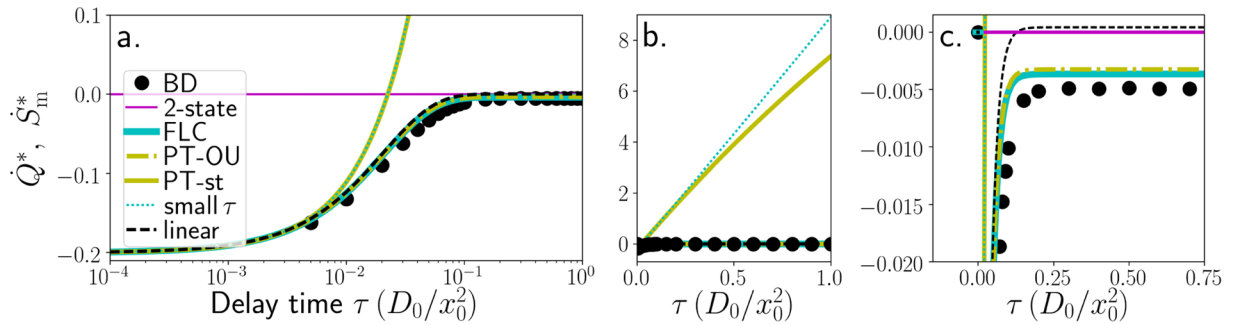 a.
0.1
0.0
−0.1
−0.2
Q̇*, Ṡ*ₘ
BD
2-state
FLC
PT-OU
PT-st
small τ
linear
10⁻⁴ 10⁻³ 10⁻² 10⁻¹ 10⁰
Delay time τ (D₀/x₀²)
b.
8
6
4
2
0
0.0 0.5 1.0
τ (D₀/x₀²)
c.
0.000
−0.005
−0.010
−0.015
−0.020
0.00 0.25 0.50 0.75
τ (D₀/x₀²)